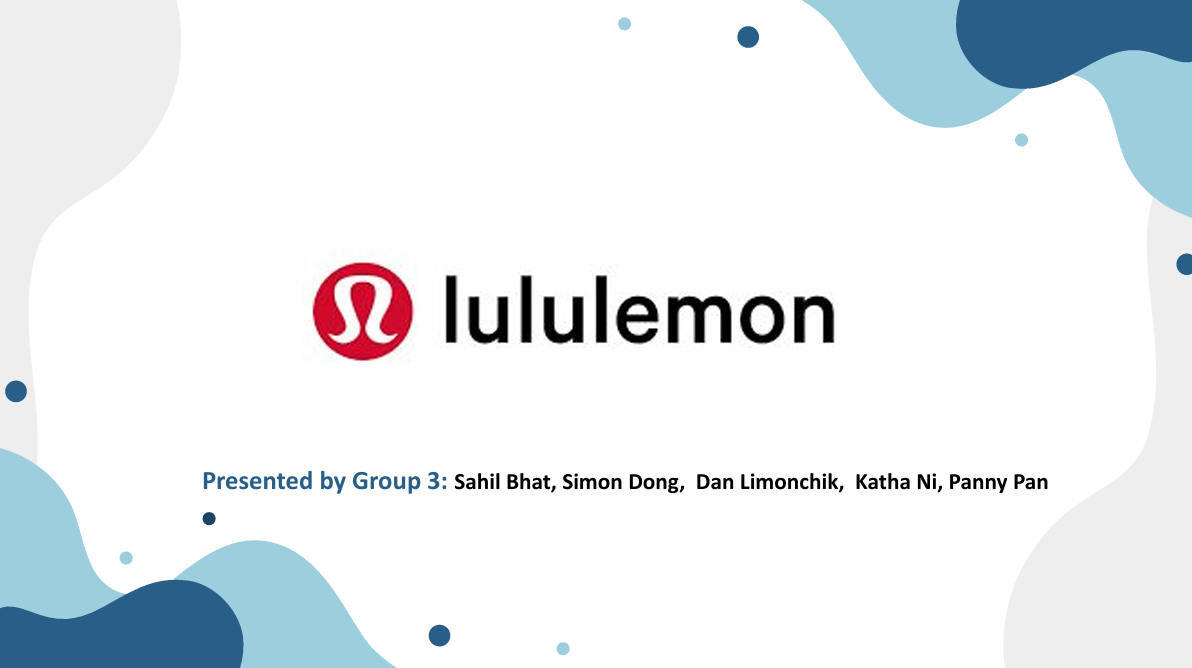 lululemon
Presented by Group 3: Sahil Bhat, Simon Dong,  Dan Limonchik,  Katha Ni, Panny Pan